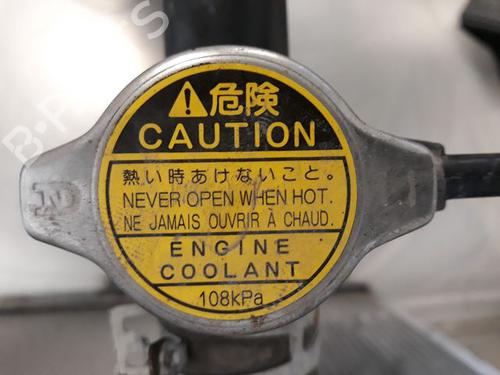 危険
CAUTION
熱い時あけないこと。
NEVER OPEN WHEN HOT.
NE JAMAIS OUVRIR À CHAUD.
ENGINE
COOLANT
108kPa